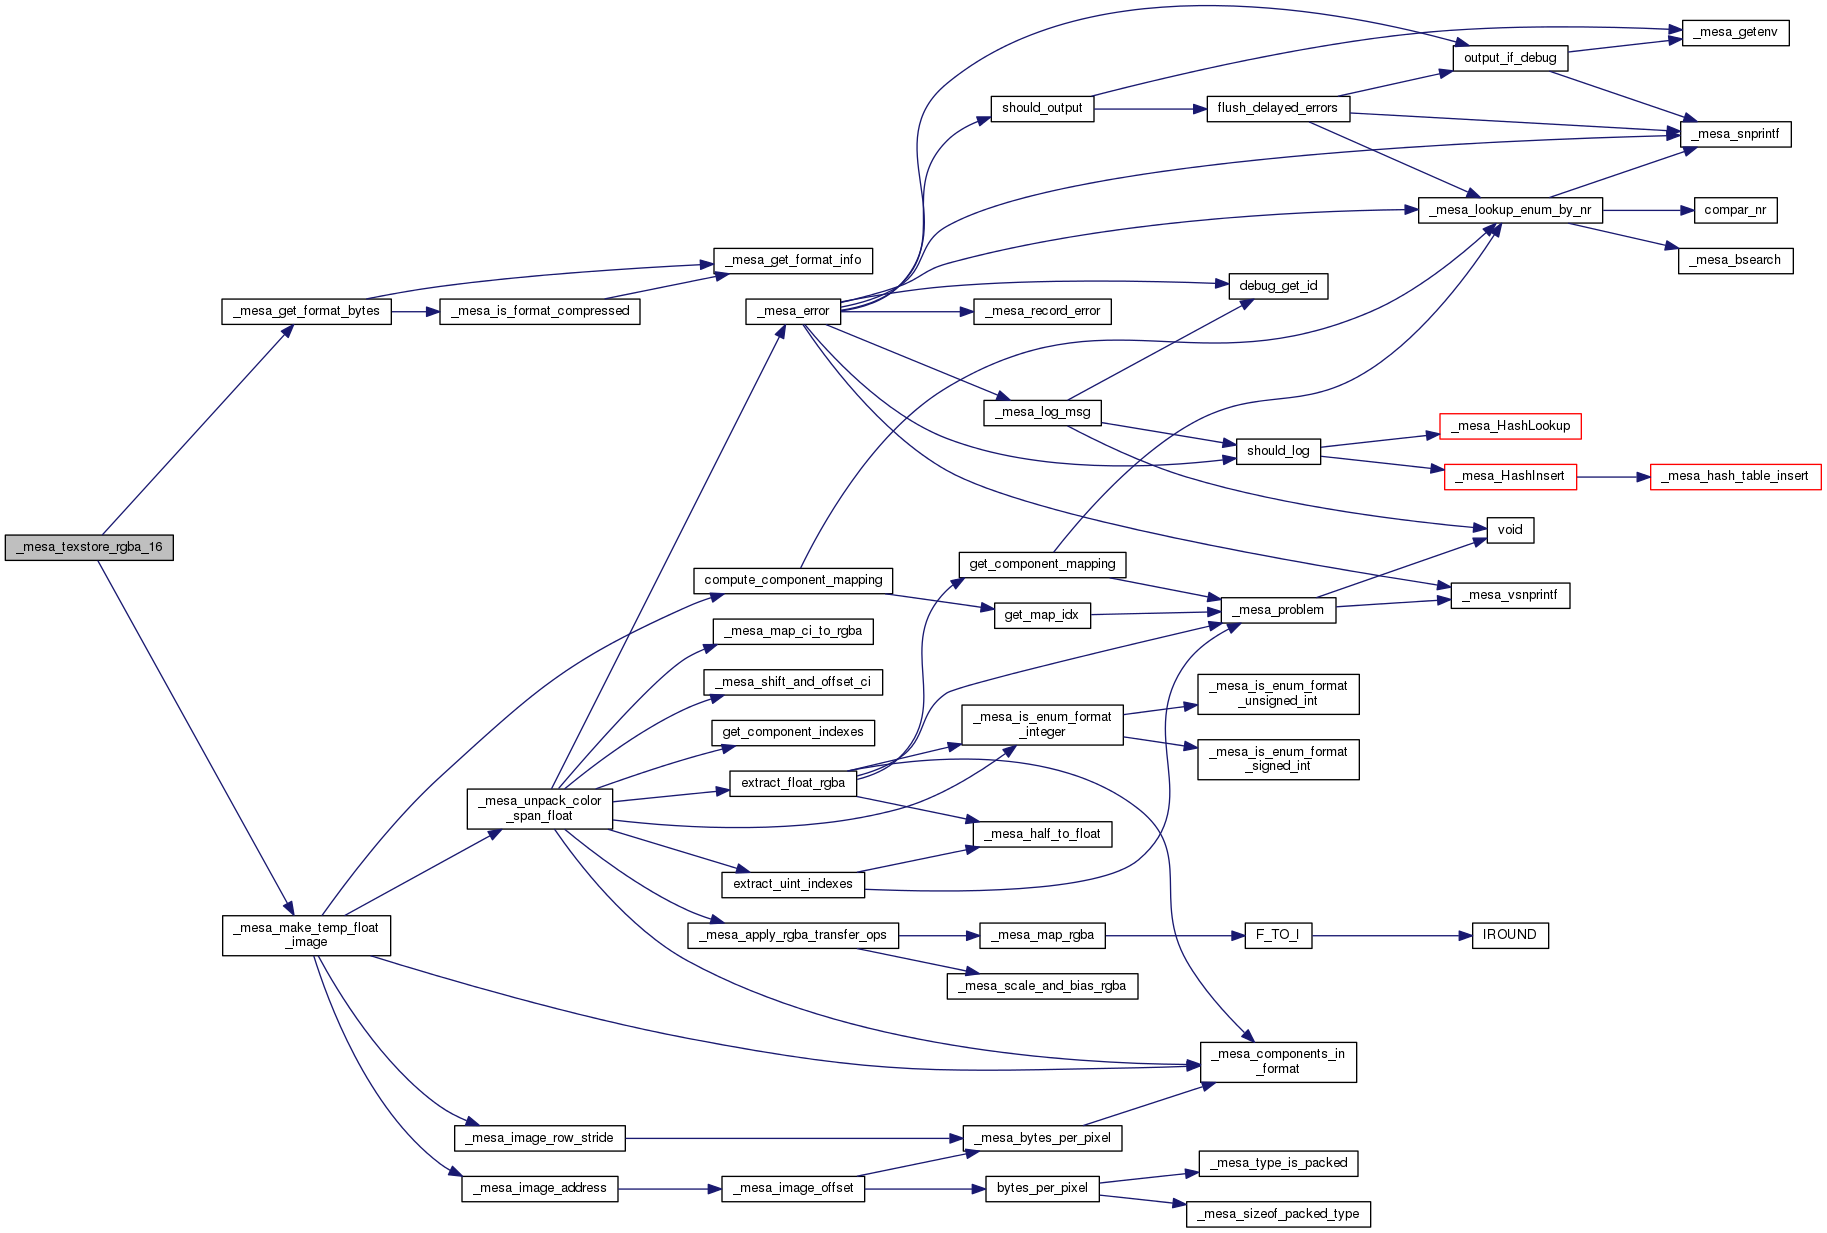 _mesa_texstore_rgba_16
_mesa_get_format_bytes
_mesa_make_temp_float
_image
_mesa_is_format_compressed
_mesa_unpack_color
_span_float
_mesa_image_row_stride
_mesa_image_address
_mesa_get_format_info
_mesa_error
compute_component_mapping
_mesa_map_ci_to_rgba
_mesa_shift_and_offset_ci
get_component_indexes
extract_float_rgba
extract_uint_indexes
_mesa_apply_rgba_transfer_ops
_mesa_image_offset
should_output
_mesa_record_error
_mesa_log_msg
get_component_mapping
get_map_idx
_mesa_is_enum_format
_integer
_mesa_half_to_float
_mesa_map_rgba
_mesa_scale_and_bias_rgba
_mesa_bytes_per_pixel
bytes_per_pixel
flush_delayed_errors
debug_get_id
should_log
_mesa_problem
_mesa_is_enum_format
_unsigned_int
_mesa_is_enum_format
_signed_int
F_TO_I
_mesa_components_in
_format
_mesa_type_is_packed
_mesa_sizeof_packed_type
output_if_debug
_mesa_lookup_enum_by_nr
_mesa_HashLookup
_mesa_HashInsert
void
_mesa_vsnprintf
IROUND
_mesa_getenv
_mesa_snprintf
compar_nr
_mesa_bsearch
_mesa_hash_table_insert